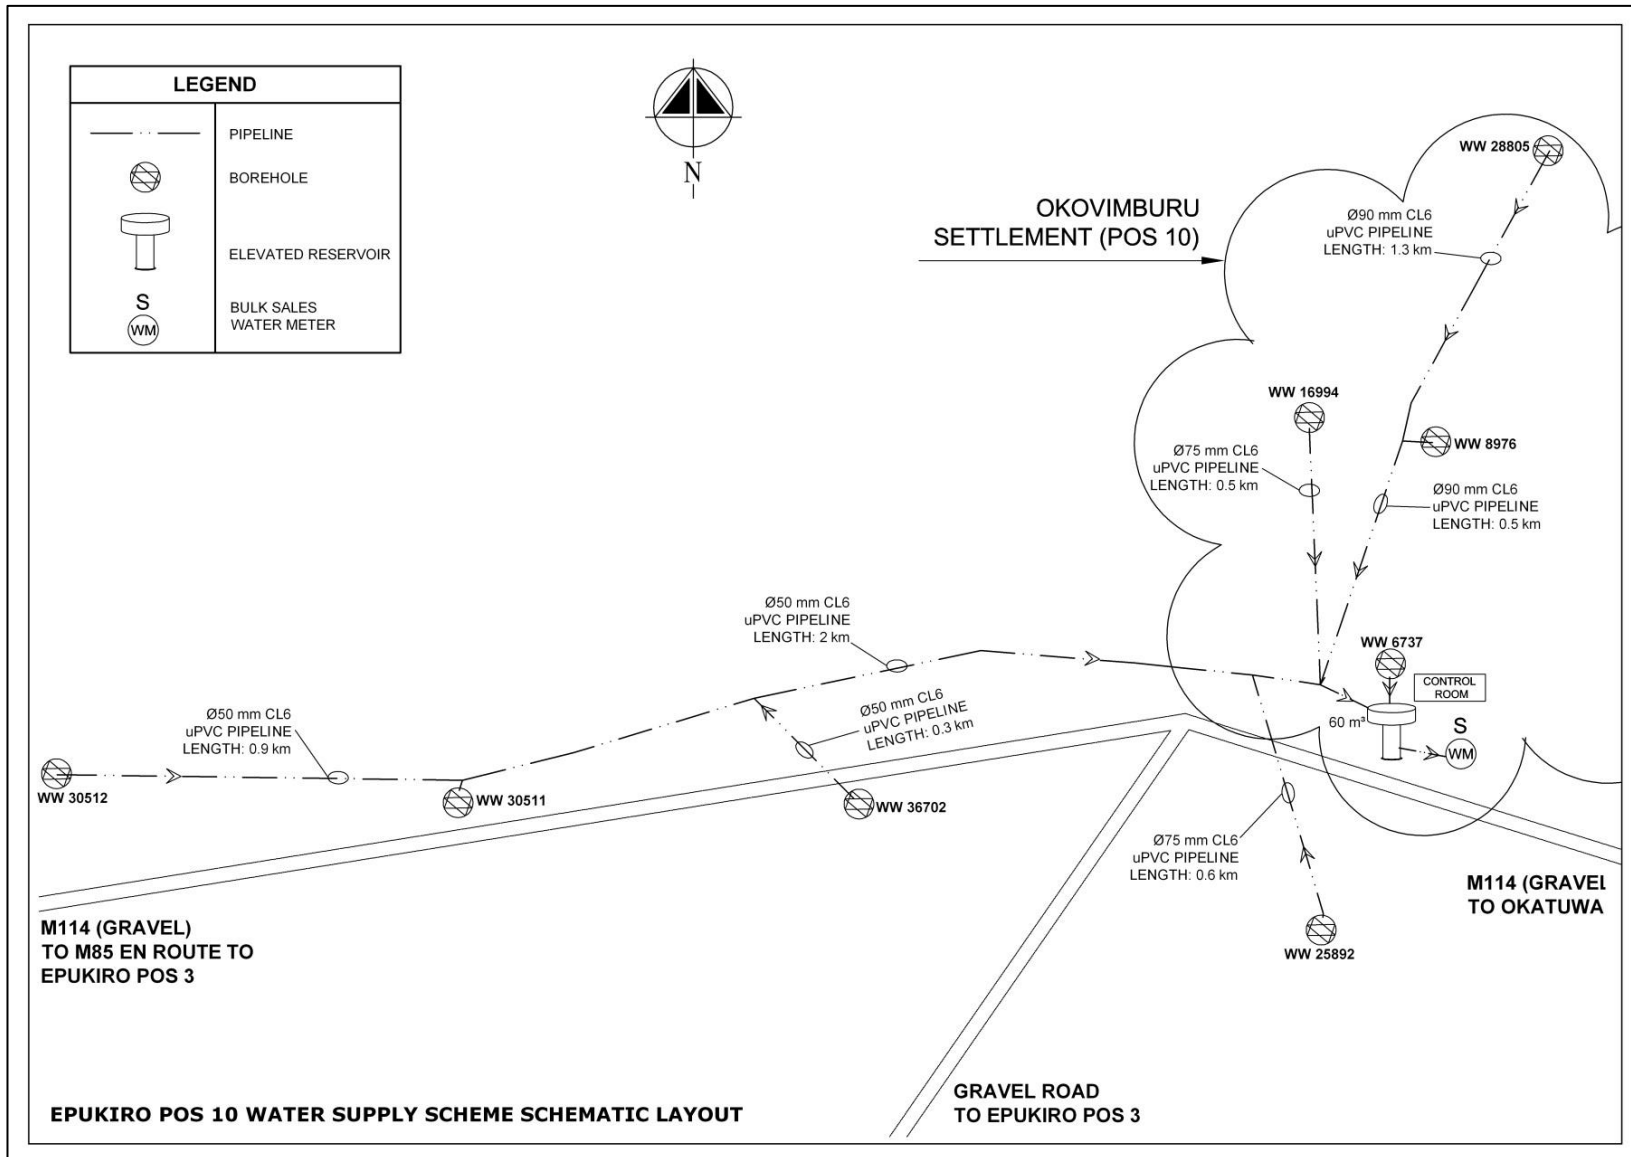 LEGEND
PIPELINE
BOREHOLE
ELEVATED RESERVOIR
S
WM
BULK SALES
WATER METER
N
OKOVIMBURU
SETTLEMENT (POS 10)
WW 28805
Ø90 mm CL6
uPVC PIPELINE
LENGTH: 1.3 km
WW 16994
WW 8976
Ø75 mm CL6
uPVC PIPELINE
LENGTH: 0.5 km
Ø90 mm CL6
uPVC PIPELINE
LENGTH: 0.5 km
Ø50 mm CL6
uPVC PIPELINE
LENGTH: 2 km
WW 6737
CONTROL
ROOM
60 m³
S
WM
Ø50 mm CL6
uPVC PIPELINE
LENGTH: 0.9 km
Ø50 mm CL6
uPVC PIPELINE
LENGTH: 0.3 km
WW 30512
WW 30511
WW 36702
Ø75 mm CL6
uPVC PIPELINE
LENGTH: 0.6 km
WW 25892
M114 (GRAVEL
TO OKATUWA
M114 (GRAVEL)
TO M85 EN ROUTE TO
EPUKIRO POS 3
GRAVEL ROAD
TO EPUKIRO POS 3
EPUKIRO POS 10 WATER SUPPLY SCHEME SCHEMATIC LAYOUT